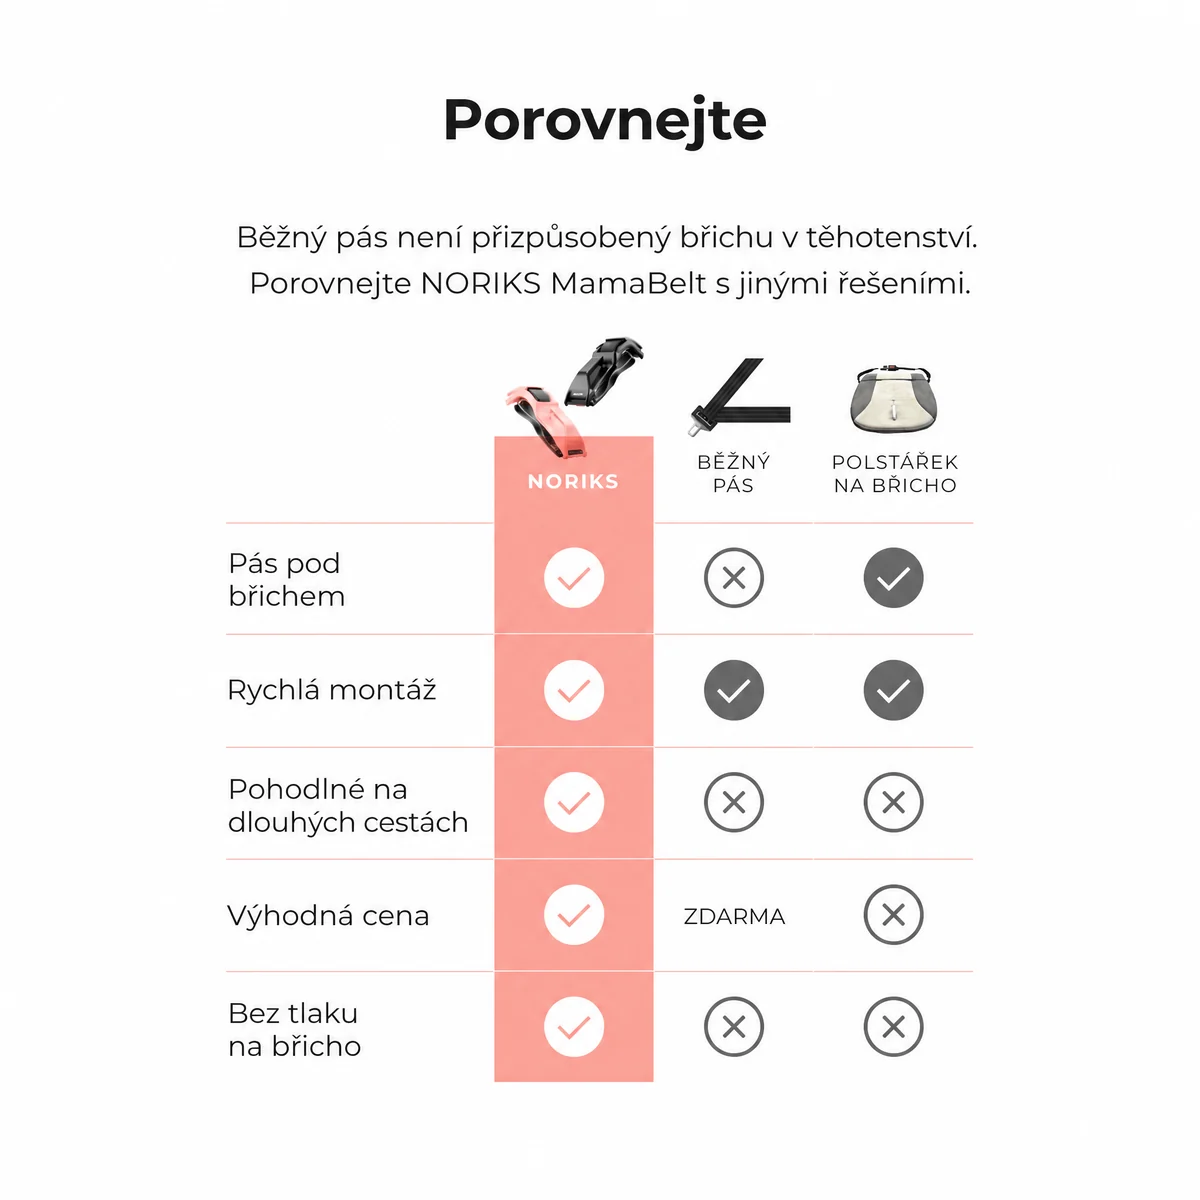 Porovnejte
Běžný pás není přizpůsobený břichu v těhotenství.
Porovnejte NORIKS MamaBelt s jinými řešeními.
NORIKS
BĚŽNÝ
PÁS
POLSTÁŘEK
NA BŘICHO
Pás pod
břichem
Rychlá montáž
Pohodlné na
dlouhých cestách
Výhodná cena
ZDARMA
Bez tlaku
na břicho